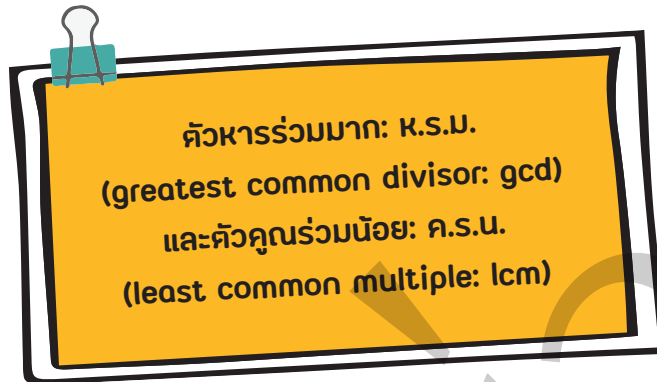 ตัวหารร่วมมาก: ห.ร.ม.
(greatest common divisor: gcd)
และตัวคูณร่วมน้อย: ค.ร.น.
(least common multiple: lcm)